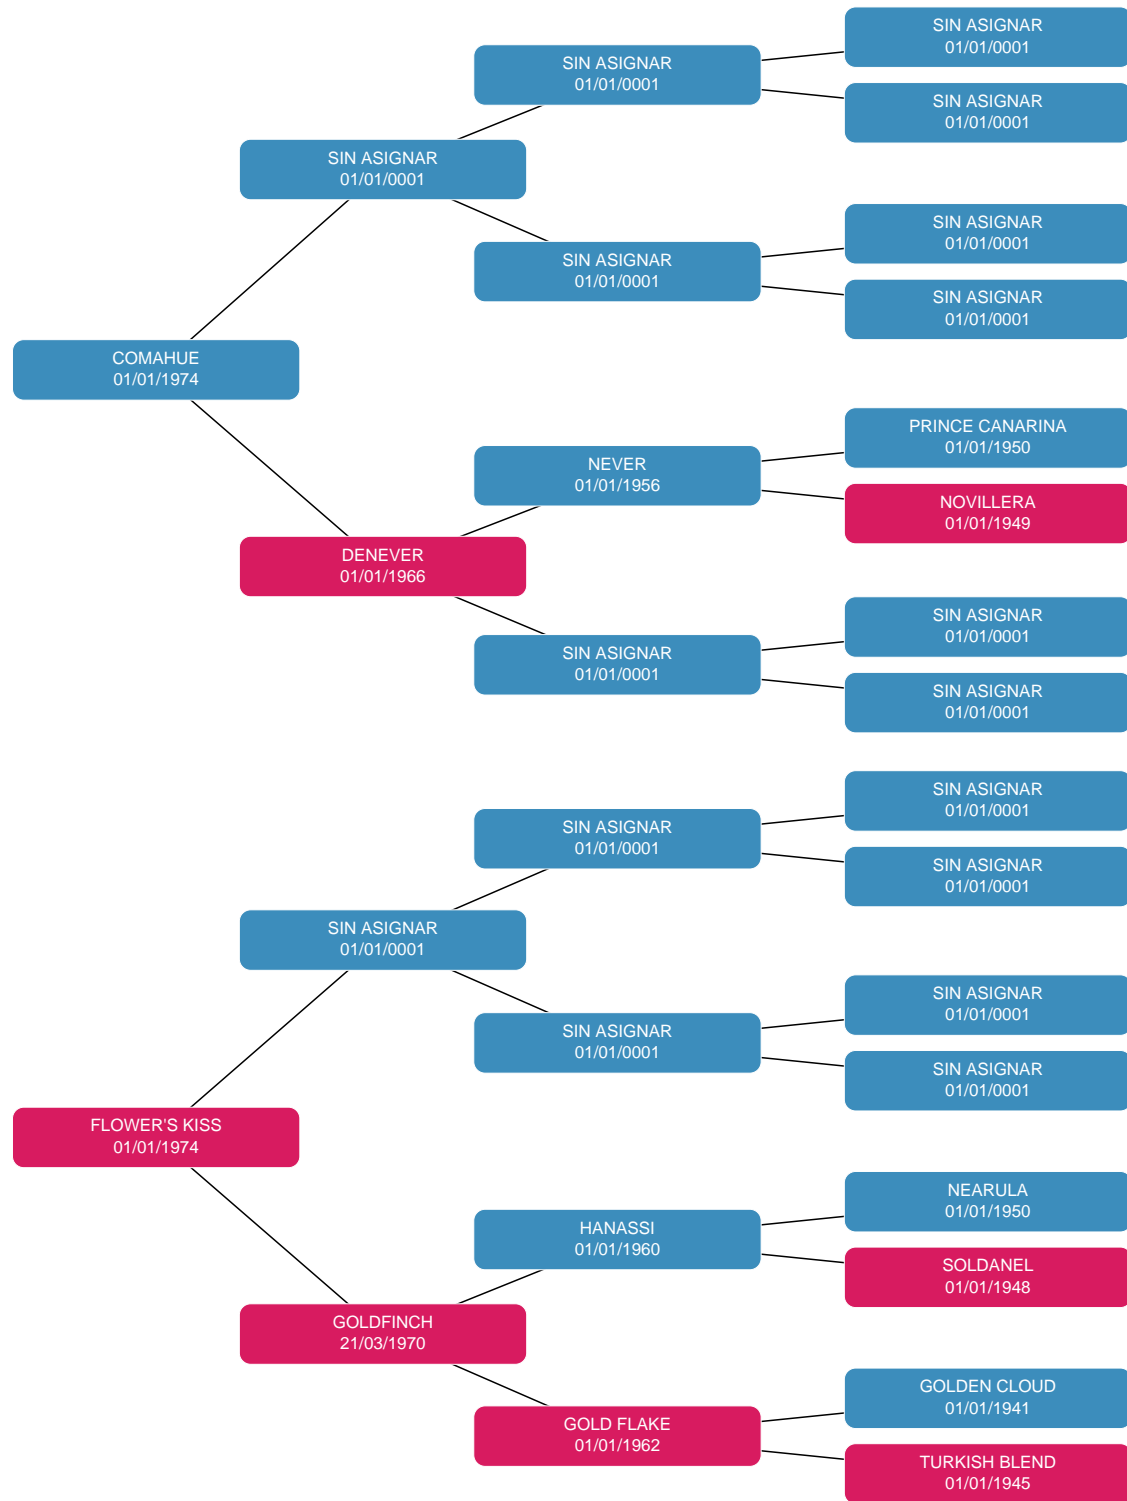 SIN ASIGNAR
01/01/0001
SIN ASIGNAR
01/01/0001
SIN ASIGNAR
01/01/0001
SIN ASIGNAR
01/01/0001
SIN ASIGNAR
01/01/0001
SIN ASIGNAR
01/01/0001
SIN ASIGNAR
01/01/0001
COMAHUE
01/01/1974
PRINCE CANARINA
01/01/1950
NEVER
01/01/1956
NOVILLERA
01/01/1949
DENEVER
01/01/1966
SIN ASIGNAR
01/01/0001
SIN ASIGNAR
01/01/0001
SIN ASIGNAR
01/01/0001
SIN ASIGNAR
01/01/0001
SIN ASIGNAR
01/01/0001
SIN ASIGNAR
01/01/0001
SIN ASIGNAR
01/01/0001
SIN ASIGNAR
01/01/0001
SIN ASIGNAR
01/01/0001
SIN ASIGNAR
01/01/0001
FLOWER'S KISS
01/01/1974
NEARULA
01/01/1950
HANASSI
01/01/1960
SOLDANEL
01/01/1948
GOLDFINCH
21/03/1970
GOLDEN CLOUD
01/01/1941
GOLD FLAKE
01/01/1962
TURKISH BLEND
01/01/1945